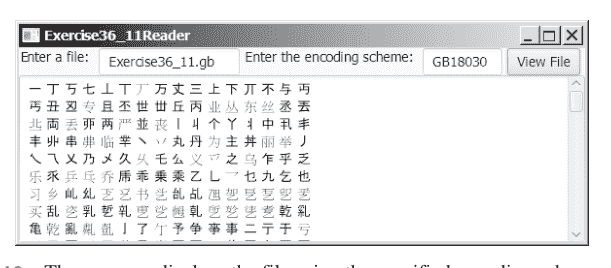 Exercise36_11Reader
Enter a file: Exercise36_11.gb Enter the encoding scheme: GB18030 View File
一丁丂七丄丅丆万丈三上下丌不与丏
丐丑丒专且丕世丗丘丙业丛东丝丞丟
丠両丢丣两严並丧丨丩个丫丬中丮丯
丰丱串丳临丵丶丷丸丹为主丼丽举丿
乀乁乂乃乄久乆乇么义乊之乌乍乎乏
乐乑乒乓乔乕乖乗乘乙乚乛乜九乞也
习乡乢乣乤乥书乧乨乩乪乫乬乭乮乯
买乱乲乳乴乵乶乷乸乹乺乻乼乽乾乿
亀亁亂亃亄亅了亇予争亊事二亍于亏